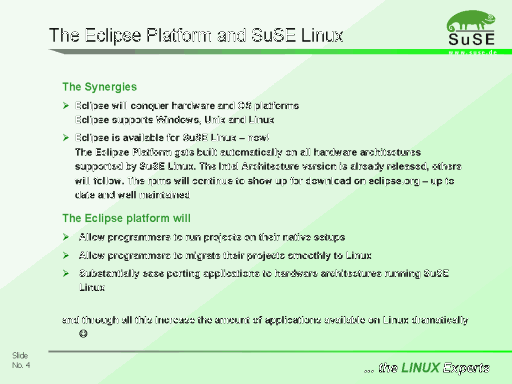 The Eclipse Platform and SuSE Linux
SuSE
www.suse.de
The Synergies
Eclipse will conquer hardware and OS platforms
Eclipse supports Windows, Unix and Linux
Eclipse is available for SuSE Linux – now!
The Eclipse Platform gets built automatically on all hardware architectures
supported by SuSE Linux. The Intel Architecture version is already released, others
will follow. The rpms will continue to show up for download on eclipse.org – up to
date and well maintained
The Eclipse platform will
Allow programmers to run projects on their native setups
Allow programmers to migrate their projects smoothly to Linux
Substantially ease porting applications to hardware architectures running SuSE
Linux
and through all this increase the amount of applications available on Linux dramatically
☺
Slide
No. 4
... the LINUX Experts